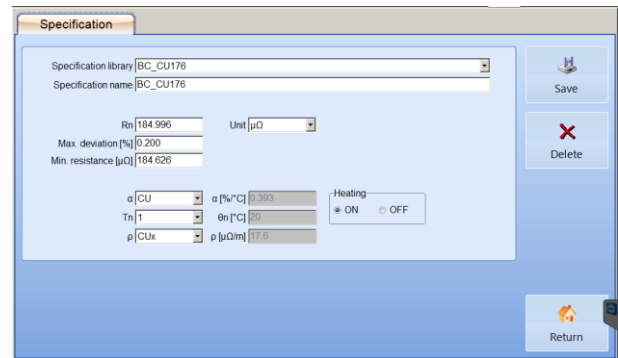 Specification
Specification library BC_CU176
Specification name BC_CU176
Save
Rn 184.996 Unit µΩ
Max. deviation [%] 0.200
Min. resistance [µΩ] 184.626
Delete
α CU α [%/°C] 0.393
Heating
ON OFF
Tn 1 θn [°C] 20
ρ CUx ρ [µΩ/m] 17.6
Return